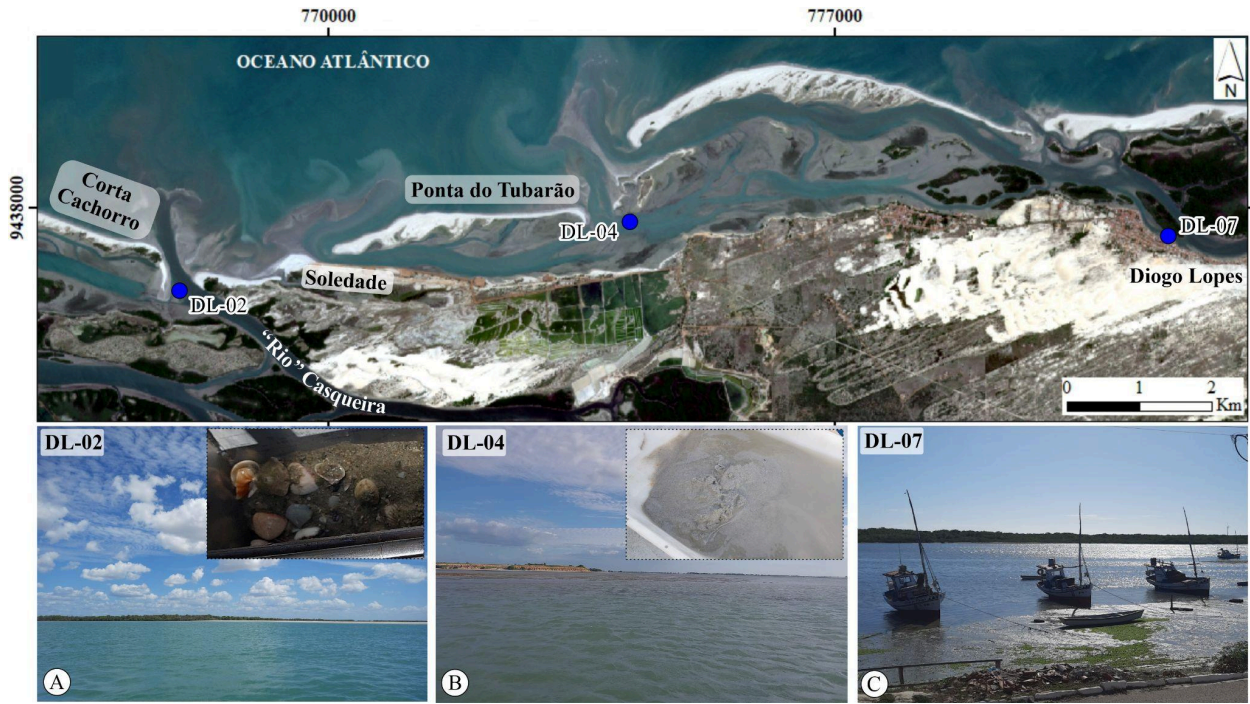 770000
777000
OCEANO ATLÂNTICO
N
Corta
Cachorro
Ponta do Tubarão
9438000
DL-04
DL-07
Soledade
Diogo Lopes
DL-02
"Rio" Casqueira
0 1 2
Km
DL-02
DL-04
DL-07
A
B
C